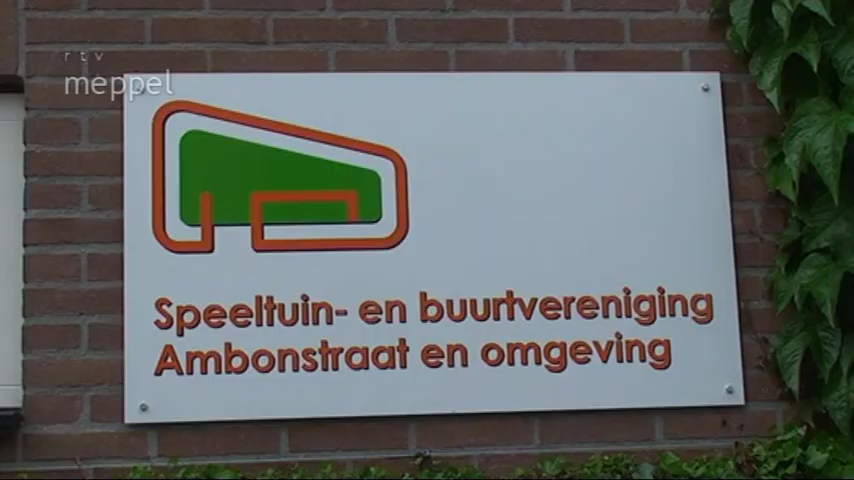 rtv
meppel
Speeltuin- en buurtvereniging
Ambonstraat en omgeving